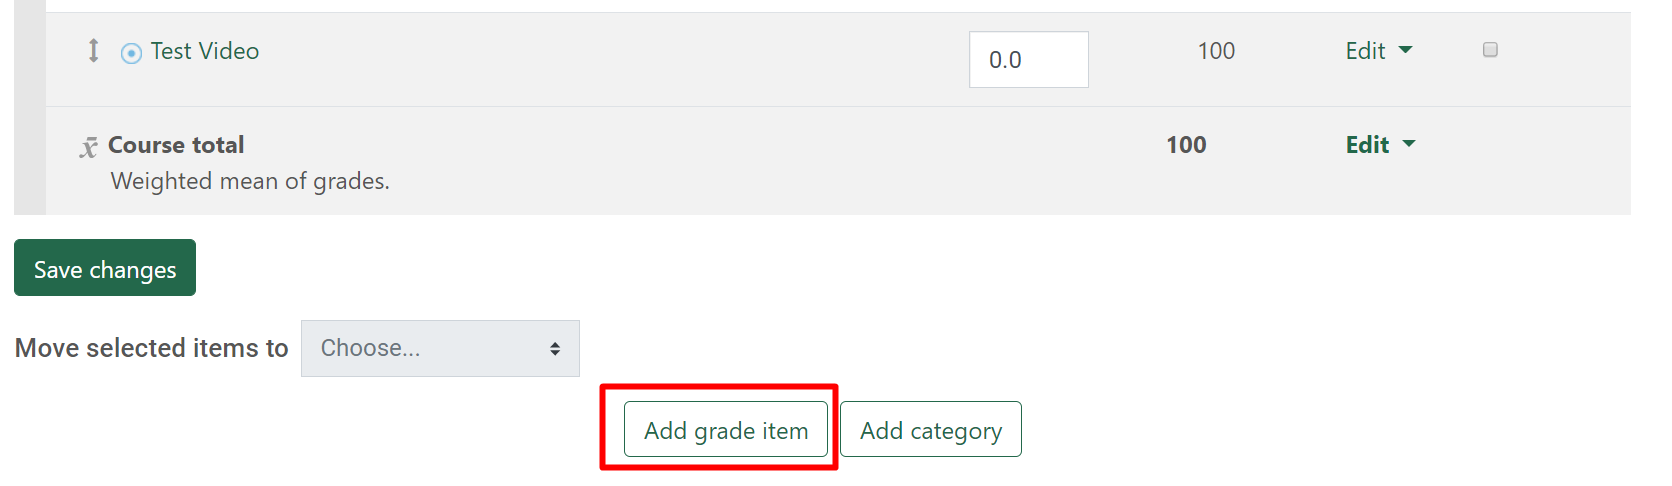 Test Video 0.0 100 Edit
x̄ Course total 100 Edit
Weighted mean of grades.
Save changes
Move selected items to Choose...
Add grade item Add category